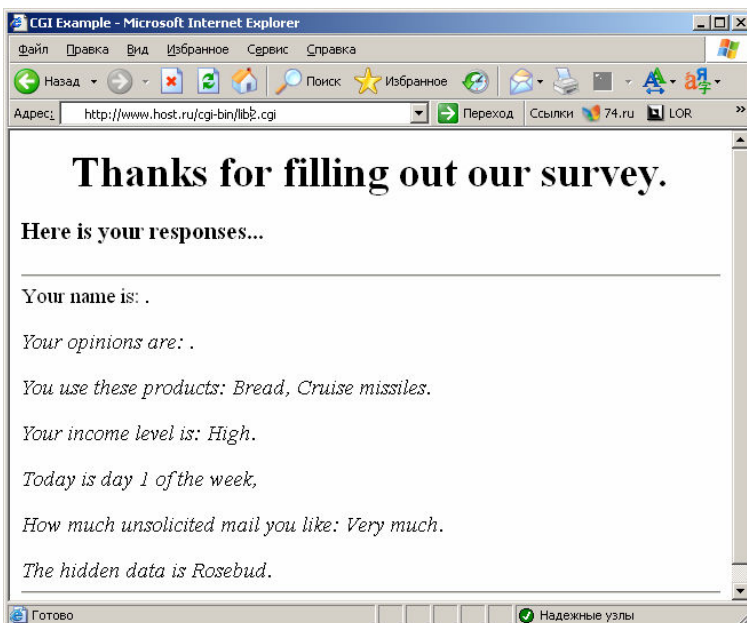 CGI Example - Microsoft Internet Explorer
Файл Правка Вид Избранное Сервис Справка
Назад Поиск Избранное
Адрес: http://www.host.ru/cgi-bin/lib2.cgi Переход Ссылки 74.ru LOR »
Thanks for filling out our survey.
Here is your responses...
Your name is: .
Your opinions are: .
You use these products: Bread, Cruise missiles.
Your income level is: High.
Today is day 1 of the week,
How much unsolicited mail you like: Very much.
The hidden data is Rosebud.
Готово Надежные узлы